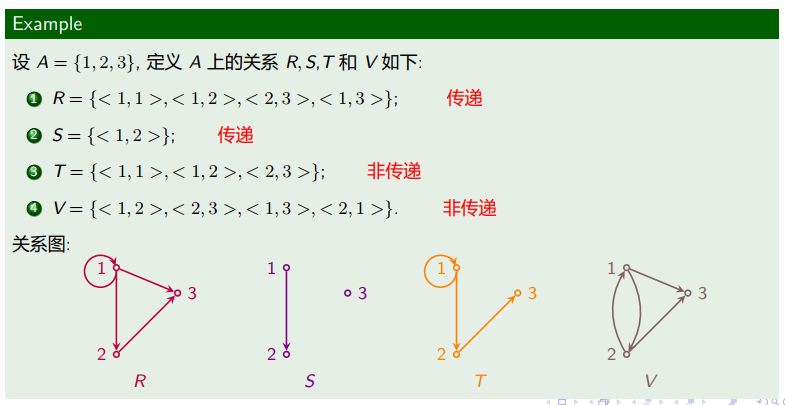 Example
设 A = {1, 2, 3}, 定义 A 上的关系 R, S, T 和 V 如下:
1 R = {< 1, 1 >, < 1, 2 >, < 2, 3 >, < 1, 3 >}; 传递
2 S = {< 1, 2 >}; 传递
3 T = {< 1, 1 >, < 1, 2 >, < 2, 3 >}; 非传递
4 V = {< 1, 2 >, < 2, 3 >, < 1, 3 >, < 2, 1 >}. 非传递
关系图:
1 1 1 1
3 3 3 3
2 2 2 2
R S T V